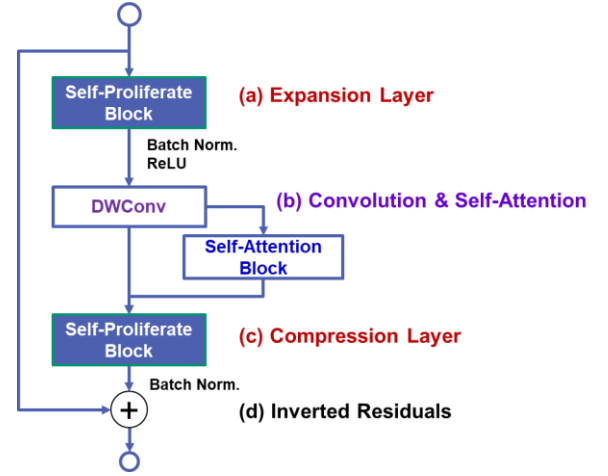 Self-Proliferate
Block
(a) Expansion Layer
Batch Norm.
ReLU
DWConv
(b) Convolution & Self-Attention
Self-Attention
Block
Self-Proliferate
Block
(c) Compression Layer
Batch Norm.
+
(d) Inverted Residuals